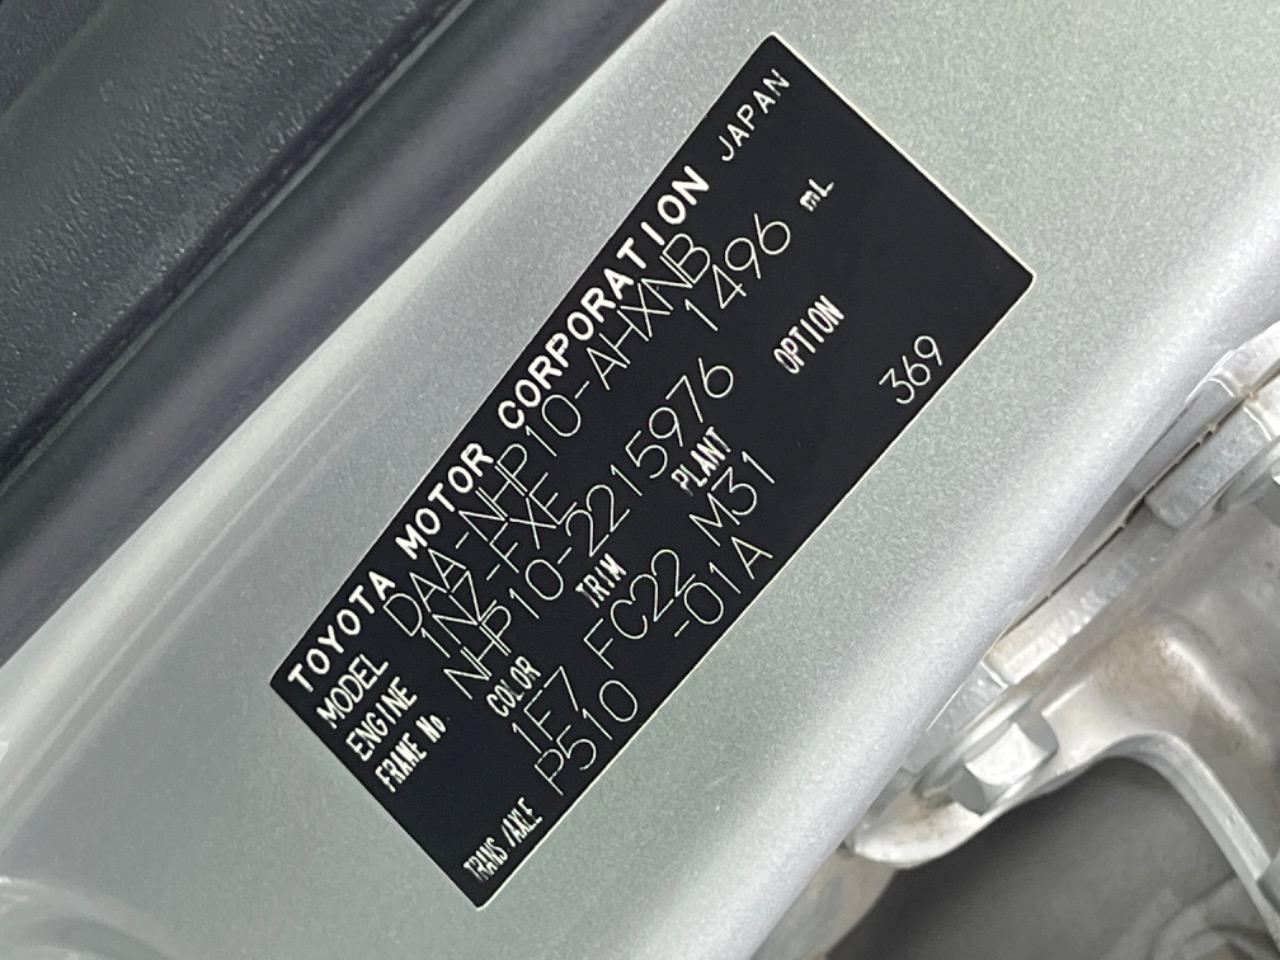 TOYOTA MOTOR CORPORATION JAPAN
MODEL DAA-NHP10-AHXNB
ENGINE 1NZ-FXE 1496 mL
FRAME No NHP10-2215976
COLOR TRIM PLANT OPTION
1F7 FC22 M31 369
TRANS/AXLE P510 -01A